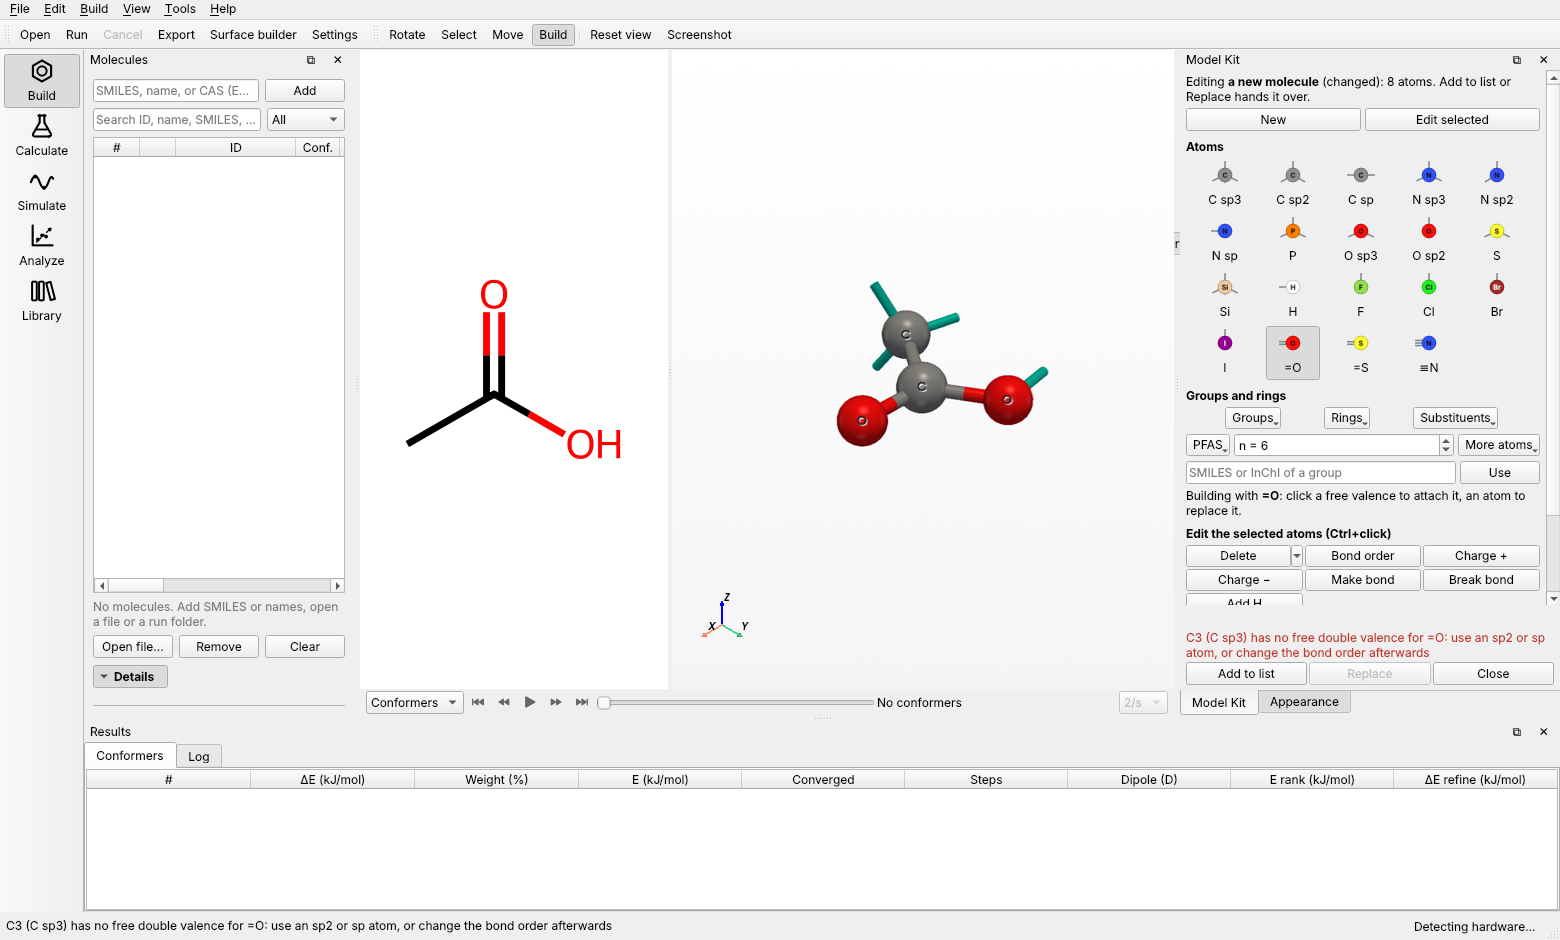 File Edit Build View Tools Help
Open Run Cancel Export Surface builder Settings Rotate Select Move Build Reset view Screenshot
Build
Calculate
Simulate
Analyze
Library
Molecules
SMILES, name, or CAS (E... Add
Search ID, name, SMILES, ... All
# ID Conf.
No molecules. Add SMILES or names, open
a file or a run folder.
Open file... Remove Clear
Details
O
OH
C
C
O
O
Z
X
Y
Conformers No conformers 2/s
Model Kit
Editing a new molecule (changed): 8 atoms. Add to list or
Replace hands it over.
New Edit selected
Atoms
C C C N N
C sp3 C sp2 C sp N sp3 N sp2
N P O O S
N sp P O sp3 O sp2 S
Si H F Cl Br
Si H F Cl Br
I O S N
I =O =S ≡N
Groups and rings
Groups Rings Substituents
PFAS n = 6 More atoms
SMILES or InChI of a group Use
Building with =O: click a free valence to attach it, an atom to
replace it.
Edit the selected atoms (Ctrl+click)
Delete Bond order Charge +
Charge − Make bond Break bond
Add H
C3 (C sp3) has no free double valence for =O: use an sp2 or sp
atom, or change the bond order afterwards
Add to list Replace Close
Model Kit Appearance
Results
Conformers Log
# ΔE (kJ/mol) Weight (%) E (kJ/mol) Converged Steps Dipole (D) E rank (kJ/mol) ΔE refine (kJ/mol)
C3 (C sp3) has no free double valence for =O: use an sp2 or sp atom, or change the bond order afterwards Detecting hardware...